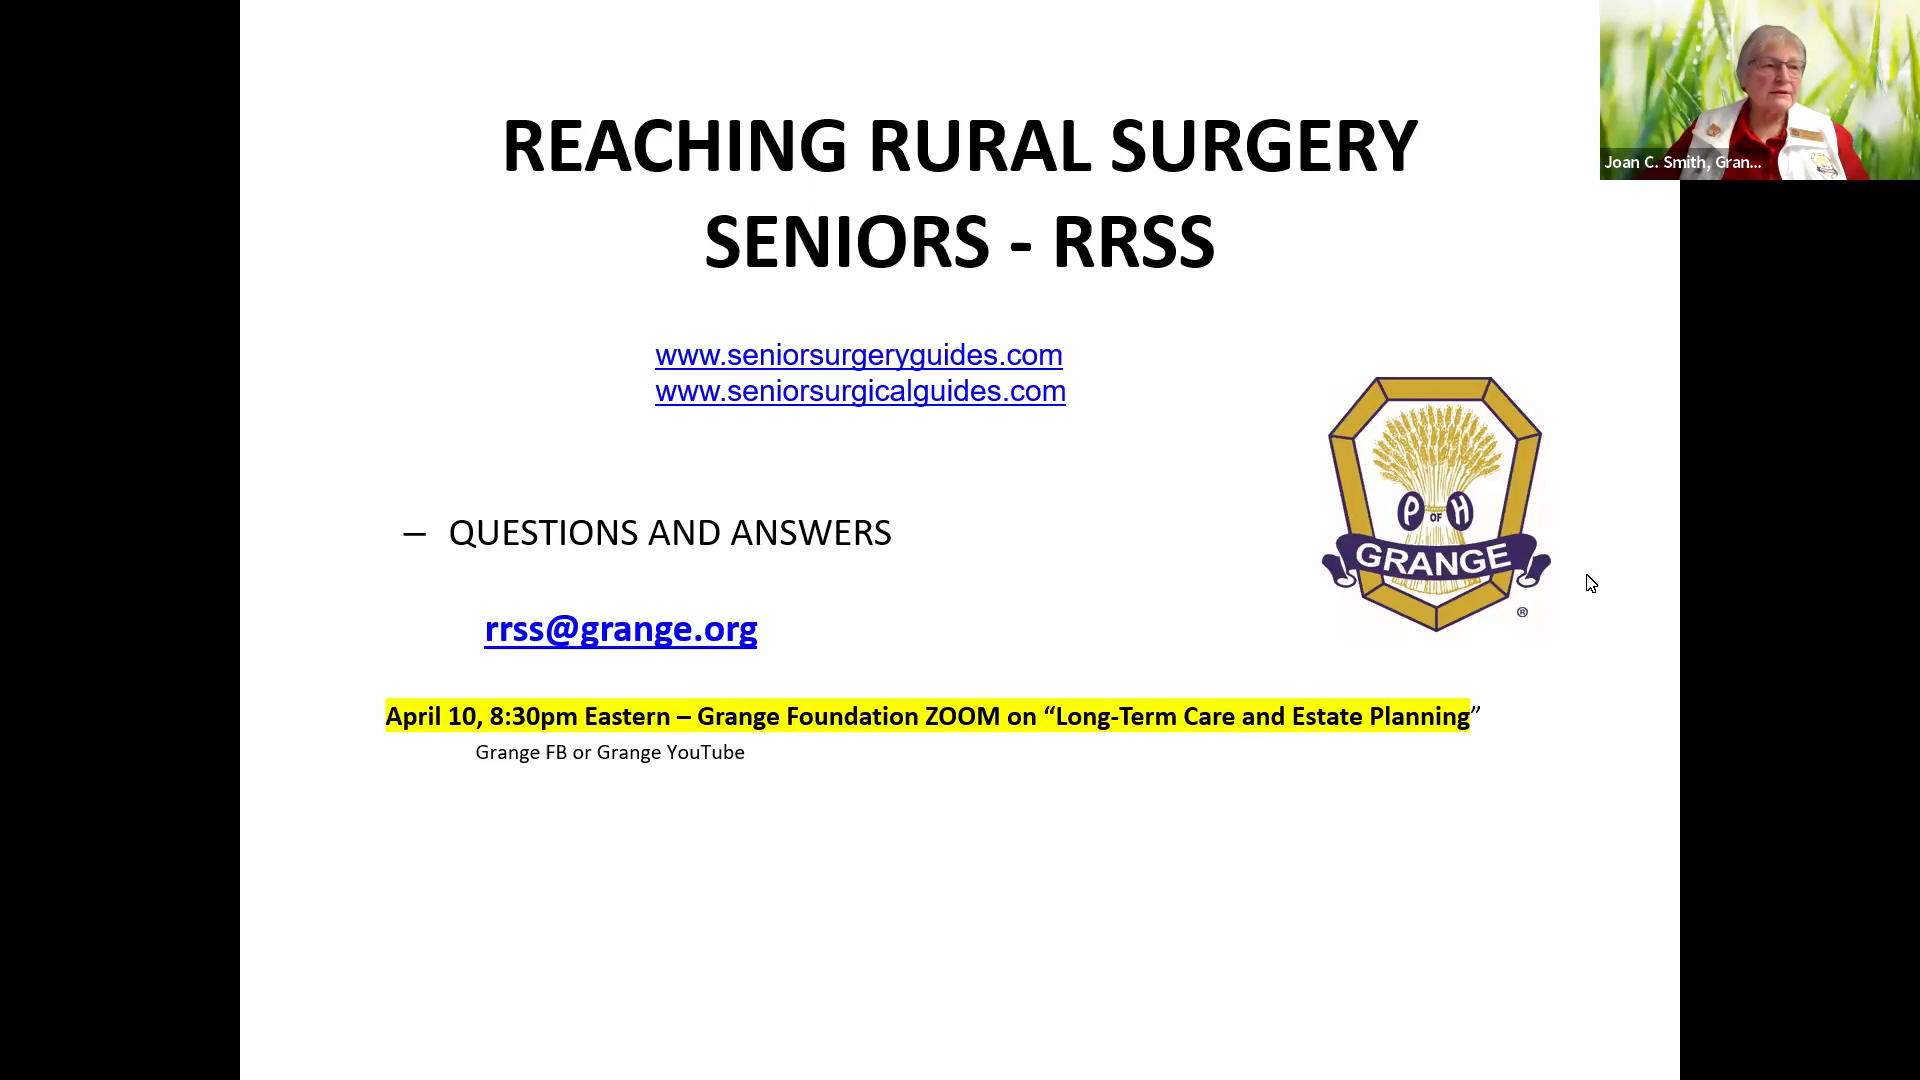 REACHING RURAL SURGERY
SENIORS - RRSS
www.seniorsurgeryguides.com
www.seniorsurgicalguides.com
– QUESTIONS AND ANSWERS
rrss@grange.org
April 10, 8:30pm Eastern – Grange Foundation ZOOM on “Long-Term Care and Estate Planning”
Grange FB or Grange YouTube
P OF H
GRANGE
®
Joan C. Smith, Gran...